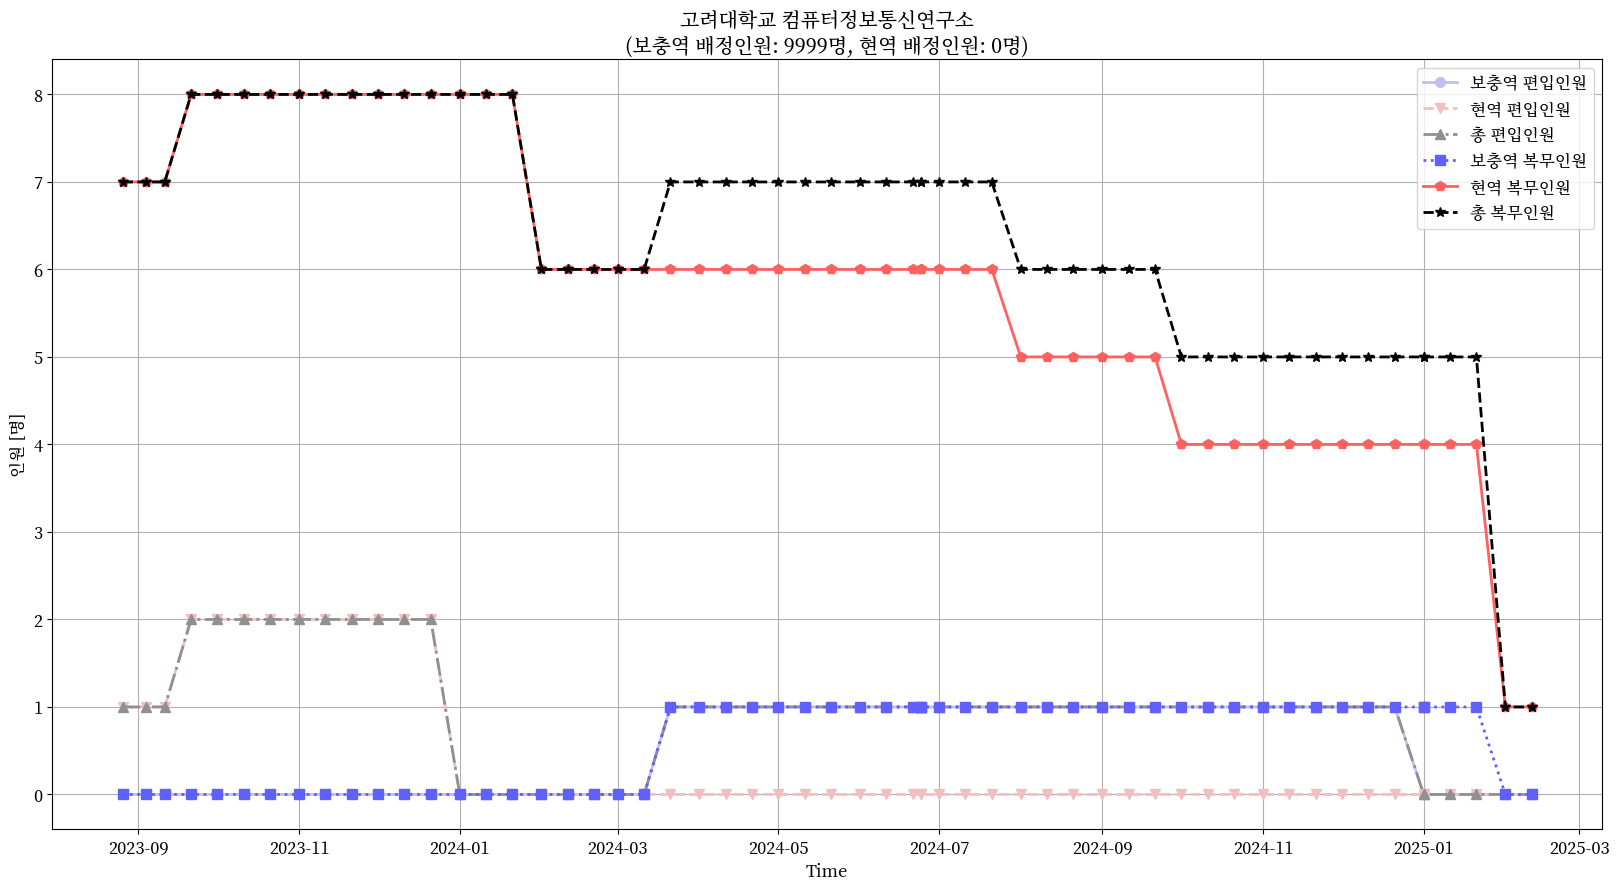 고려대학교 컴퓨터정보통신연구소
(보충역 배정인원: 9999명, 현역 배정인원: 0명)
보충역 편입인원
현역 편입인원
총 편입인원
보충역 복무인원
현역 복무인원
총 복무인원
인원 [명]
8
7
6
5
4
3
2
1
0
2023-09 2023-11 2024-01 2024-03 2024-05 2024-07 2024-09 2024-11 2025-01 2025-03
Time